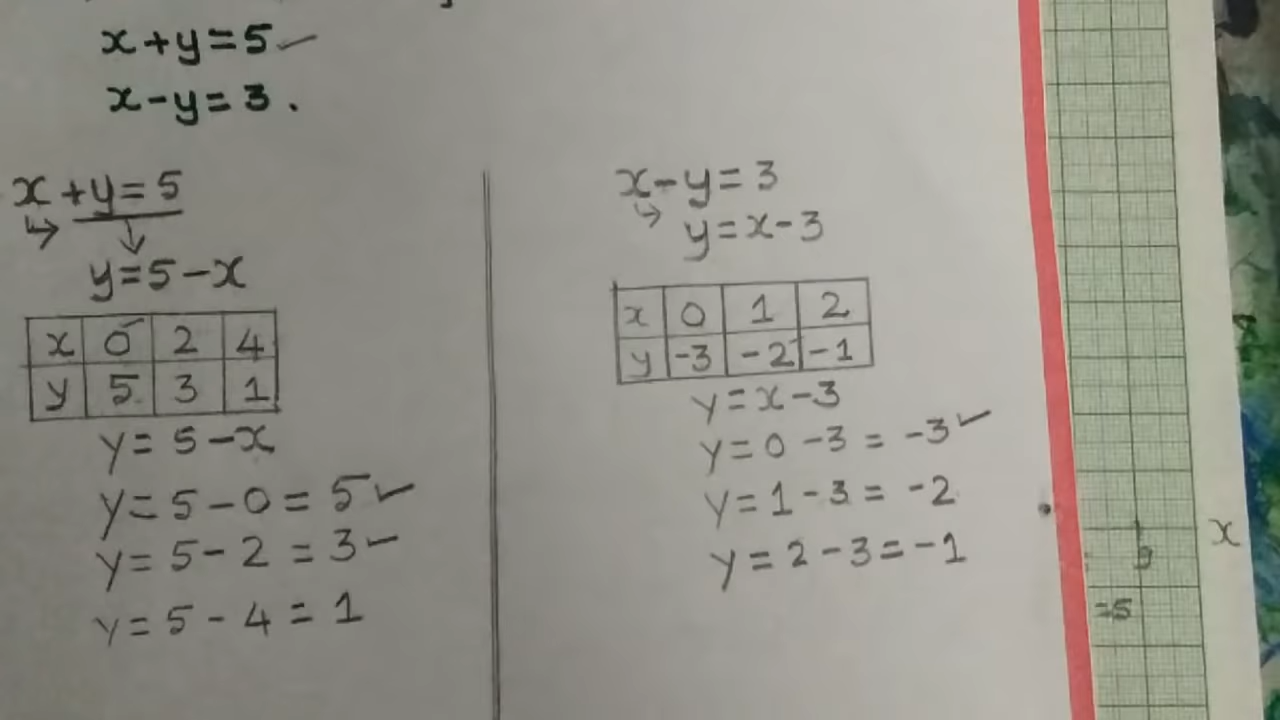 x+y=5
x-y=3.
x+y=5
y=5-x
x 0 2 4
y 5 3 1
y=5-x
y=5-0=5
y=5-2=3
y=5-4=1
x-y=3
y=x-3
x 0 1 2
y -3 -2 -1
y=x-3
y=0-3=-3
y=1-3=-2
y=2-3=-1
x
=5